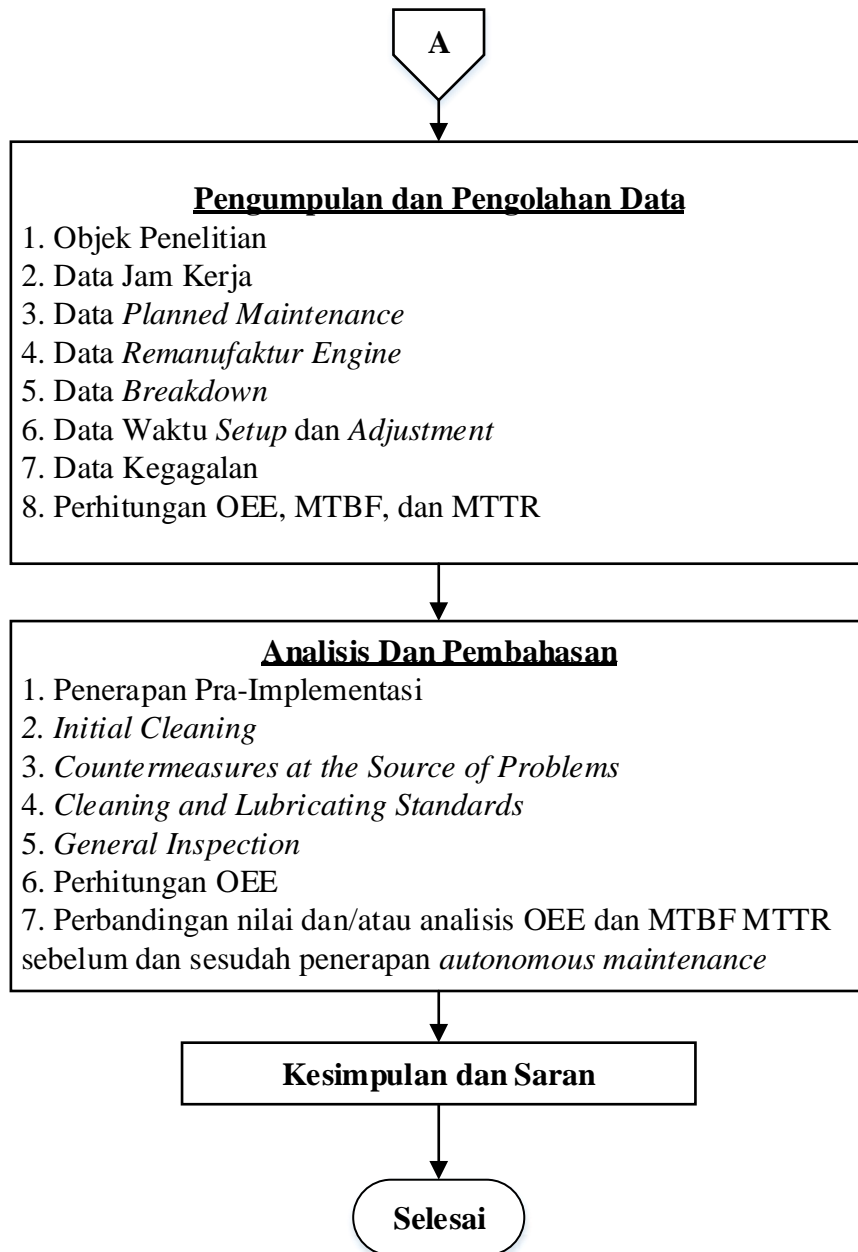 A
Pengumpulan dan Pengolahan Data
1. Objek Penelitian
2. Data Jam Kerja
3. Data Planned Maintenance
4. Data Remanufaktur Engine
5. Data Breakdown
6. Data Waktu Setup dan Adjustment
7. Data Kegagalan
8. Perhitungan OEE, MTBF, dan MTTR
Analisis Dan Pembahasan
1. Penerapan Pra-Implementasi
2. Initial Cleaning
3. Countermeasures at the Source of Problems
4. Cleaning and Lubricating Standards
5. General Inspection
6. Perhitungan OEE
7. Perbandingan nilai dan/atau analisis OEE dan MTBF MTTR
sebelum dan sesudah penerapan autonomous maintenance
Kesimpulan dan Saran
Selesai